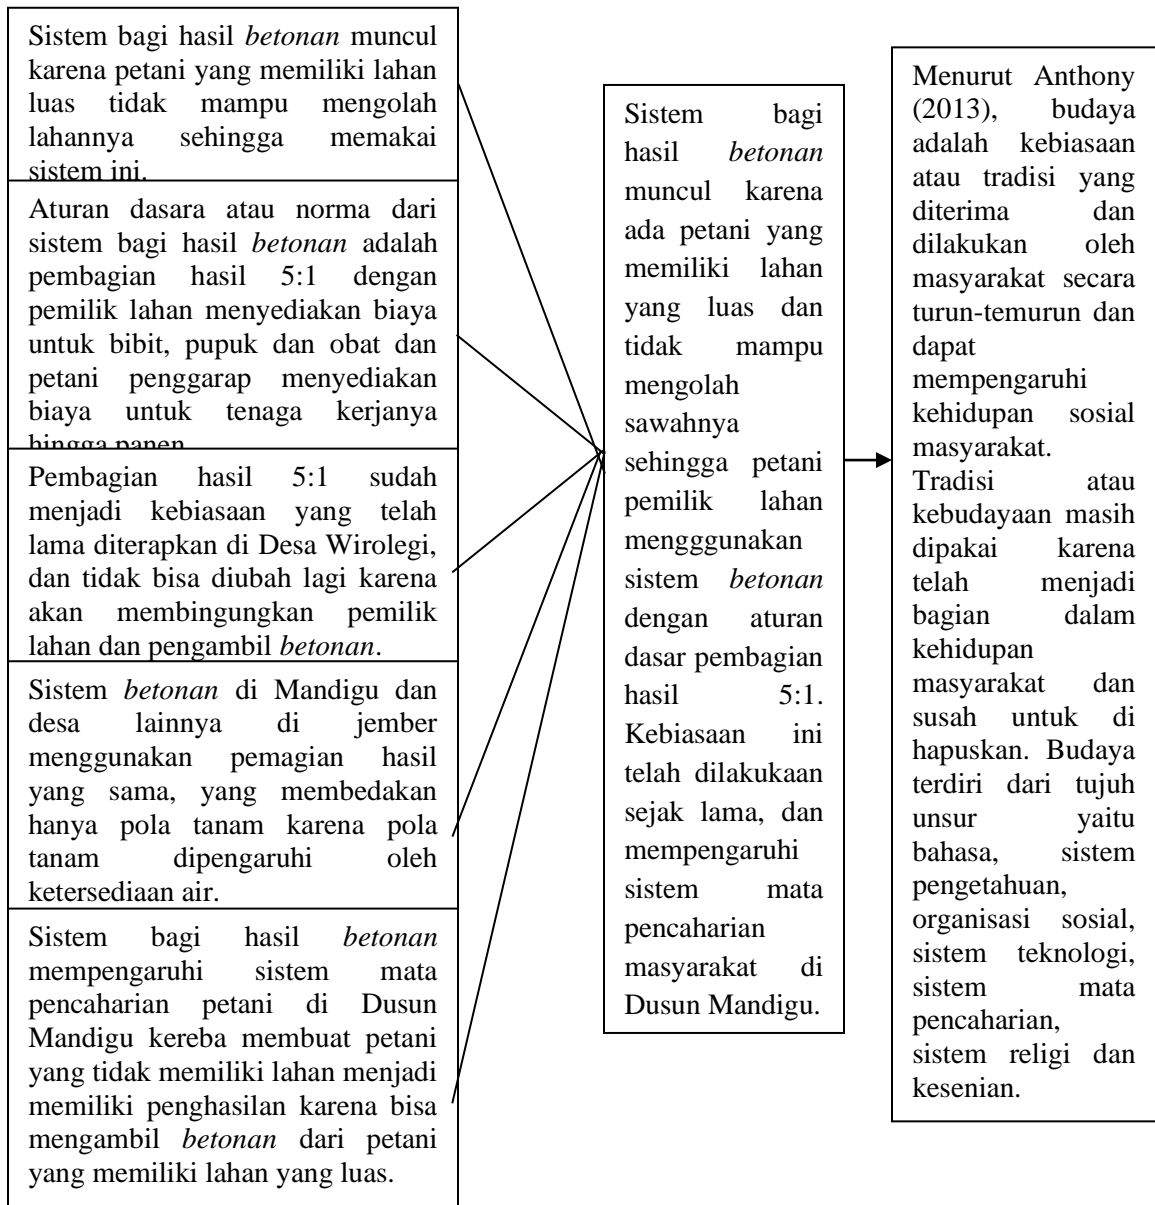 Sistem bagi hasil betonan muncul
karena petani yang memiliki lahan
luas tidak mampu mengolah
lahannya sehingga memakai
sistem ini.
Aturan dasara atau norma dari
sistem bagi hasil betonan adalah
pembagian hasil 5:1 dengan
pemilik lahan menyediakan biaya
untuk bibit, pupuk dan obat dan
petani penggarap menyediakan
biaya untuk tenaga kerjanya
hingga panen
Pembagian hasil 5:1 sudah
menjadi kebiasaan yang telah
lama diterapkan di Desa Wirolegi,
dan tidak bisa diubah lagi karena
akan membingungkan pemilik
lahan dan pengambil betonan.
Sistem betonan di Mandigu dan
desa lainnya di jember
menggunakan pemagian hasil
yang sama, yang membedakan
hanya pola tanam karena pola
tanam dipengaruhi oleh
ketersediaan air.
Sistem bagi hasil betonan
mempengaruhi sistem mata
pencaharian petani di Dusun
Mandigu kereba membuat petani
yang tidak memiliki lahan menjadi
memiliki penghasilan karena bisa
mengambil betonan dari petani
yang memiliki lahan yang luas.
Sistem bagi
hasil betonan
muncul karena
ada petani yang
memiliki lahan
yang luas dan
tidak mampu
mengolah
sawahnya
sehingga petani
pemilik lahan
mengggunakan
sistem betonan
dengan aturan
dasar pembagian
hasil 5:1.
Kebiasaan ini
telah dilakukaan
sejak lama, dan
mempengaruhi
sistem mata
pencaharian
masyarakat di
Dusun Mandigu.
Menurut Anthony
(2013), budaya
adalah kebiasaan
atau tradisi yang
diterima dan
dilakukan oleh
masyarakat secara
turun-temurun dan
dapat
mempengaruhi
kehidupan sosial
masyarakat.
Tradisi atau
kebudayaan masih
dipakai karena
telah menjadi
bagian dalam
kehidupan
masyarakat dan
susah untuk di
hapuskan. Budaya
terdiri dari tujuh
unsur yaitu
bahasa, sistem
pengetahuan,
organisasi sosial,
sistem teknologi,
sistem mata
pencaharian,
sistem religi dan
kesenian.